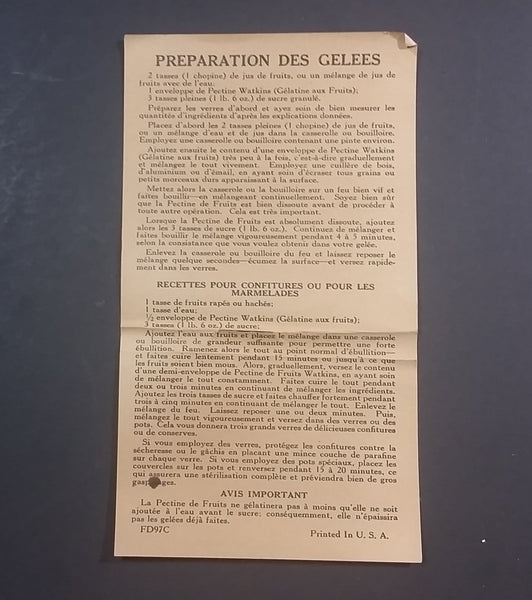 PREPARATION DES GELEES
2 tasses (1 chopine) de jus de fruits, ou un mélange de jus de
fruits avec de l'eau;
1 enveloppe de Pectine Watkins (Gélatine aux Fruits);
3 tasses pleines (1 lb. 6 oz.) de sucre granulé.
Préparez les verres d'abord et ayez soin de bien mesurer les
quantités d'ingrédients d'après les explications données.
Placez d'abord les 2 tasses pleines (1 chopine) de jus de fruits,
ou un mélange d'eau et de jus dans la casserole ou bouilloire.
Employez une casserole ou bouilloire contenant une pinte environ.
Ajoutez ensuite le contenu d'une enveloppe de Pectine Watkins
(Gélatine aux fruits) très peu à la fois, c'est-à-dire graduellement
et mélangez le tout vivement. Employez une cuillère de bois,
d'aluminium ou d'émail, en ayant soin d'écraser tous grains ou
petits morceaux durs apparaissant à la surface.
Mettez alors la casserole ou la bouilloire sur un feu bien vif et
faites bouillir—en mélangeant continuellement. Soyez bien sûr
que la Pectine de Fruits est bien dissoute avant de procéder à
toute autre opération. Cela est très important.
Lorsque la Pectine de Fruits est absolument dissoute, ajoutez
alors les 3 tasses de sucre (1 lb. 6 oz.). Continuez de mélanger et
faites bouillir le mélange vigoureusement pendant 4 à 5 minutes,
selon la consistance que vous voulez obtenir dans votre gelée.
Enlevez la casserole ou bouilloire du feu et laissez reposer le
mélange quelque secondes—écumez la surface—et versez rapide-
ment dans les verres.
RECETTES POUR CONFITURES OU POUR LES
MARMELADES
1 tasse de fruits rapés ou hachés;
1 tasse d'eau;
½ enveloppe de Pectine Watkins (Gélatine aux fruits);
3 tasses (1 lb. 6 oz.) de sucre;
Ajoutez l'eau aux fruits et placez le mélange dans une casserole
ou bouilloire de grandeur suffisante pour permettre une forte
ébullition. Ramenez alors le tout au point normal d'ébullition—
et faites cuire lentement pendant 15 minutes ou jusqu'à ce que
les fruits soient bien mous. Alors, graduellement, versez le contenu
d'une demi-enveloppe de Pectine de Fruits Watkins, en ayant soin
de mélanger le tout constamment. Faites cuire le tout pendant
deux ou trois minutes en continuant de mélanger les ingrédients.
Ajoutez les trois tasses de sucre et faites chauffer fortement pendant
trois à cinq minutes en continuant de mélanger le tout. Enlevez le
mélange du feu. Laissez reposer une ou deux minutes. Puis,
mélangez le tout vigoureusement et versez dans des verres ou des
pots. Cela vous donnera trois grands verres de délicieuses confitures
ou de conserves.
Si vous employez des verres, protégez les confitures contre la
sécheresse ou le gâchis en placant une mince couche de parafine
sur chaque verre. Si vous employez des pots spéciaux, placez les
couvercles sur les pots et renversez pendant 15 à 20 minutes, ce
qui assurera une stérilisation complète et préviendra bien de gros
AVIS IMPORTANT
La Pectine de Fruits ne gélatinera pas à moins qu'elle ne soit
ajoutée à l'eau avant le sucre; conséquemment, elle n'épaissira
pas les gelées déjà faites.
FD97C
Printed In U. S. A.